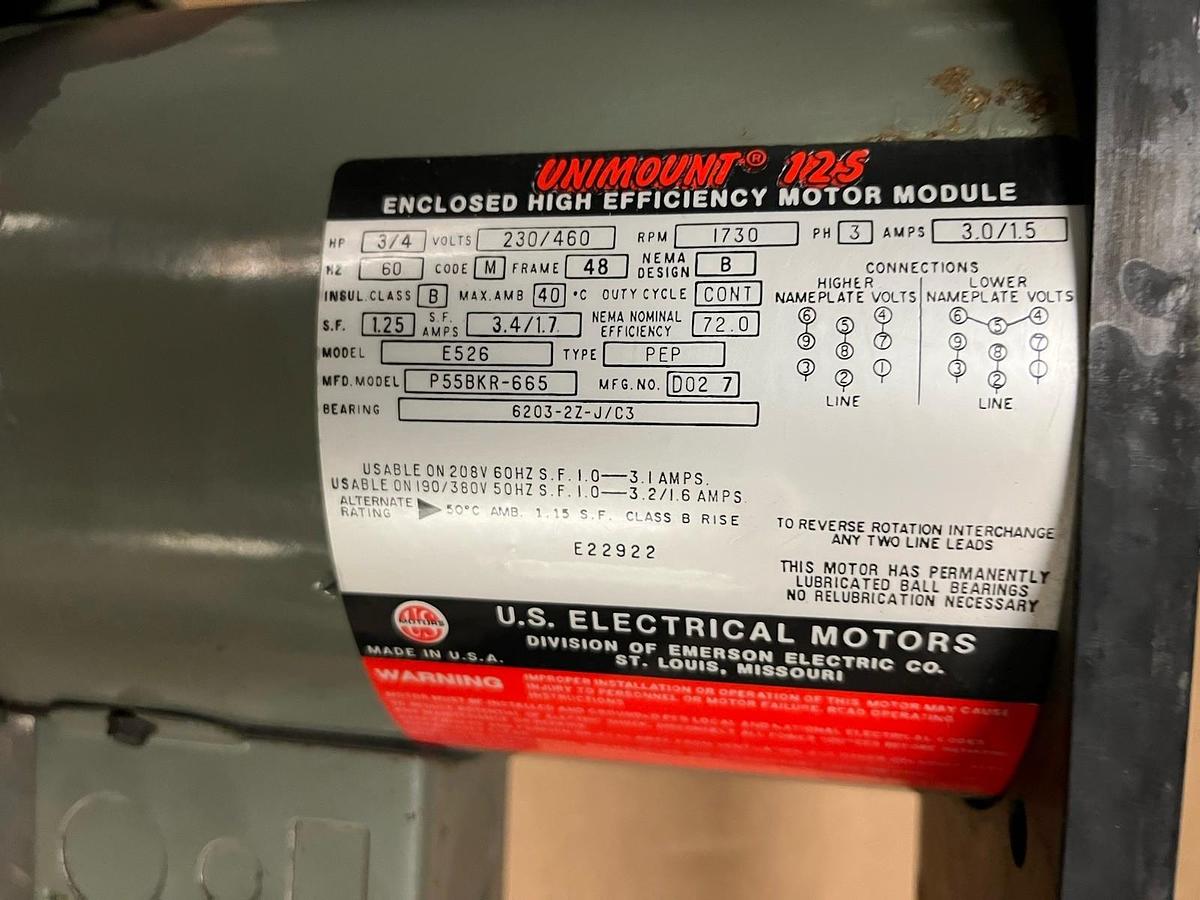 UNIMOUNT® 125
ENCLOSED HIGH EFFICIENCY MOTOR MODULE
HP 3/4 VOLTS 230/460 RPM 1730 PH 3 AMPS 3.0/1.5
HZ 60 CODE M FRAME 48 NEMA DESIGN B
INSUL.CLASS B MAX.AMB 40 °C DUTY CYCLE CONT
S.F. 1.25 S.F. AMPS 3.4/1.7 NEMA NOMINAL EFFICIENCY 72.0
MODEL E526 TYPE PEP
MFD.MODEL P55BKR-665 MFG.NO. D02 7
BEARING 6203-2Z-J/C3
CONNECTIONS
HIGHER NAMEPLATE VOLTS
6 5 4
9 8 7
3 2 1
LINE
LOWER NAMEPLATE VOLTS
6 5 4
9 8 7
3 2 1
LINE
USABLE ON 208V 60HZ S.F. 1.0—3.1 AMPS.
USABLE ON 190/380V 50HZ S.F. 1.0—3.2/1.6 AMPS.
ALTERNATE RATING 50°C AMB. 1.15 S.F. CLASS B RISE
E22922
TO REVERSE ROTATION INTERCHANGE
ANY TWO LINE LEADS
THIS MOTOR HAS PERMANENTLY
LUBRICATED BALL BEARINGS
NO RELUBRICATION NECESSARY
US MOTORS
MADE IN U.S.A.
U.S. ELECTRICAL MOTORS
DIVISION OF EMERSON ELECTRIC CO.
ST. LOUIS, MISSOURI
WARNING
IMPROPER INSTALLATION OR OPERATION OF THIS MOTOR MAY CAUSE
INJURY TO PERSONNEL OR MOTOR FAILURE. READ OPERATING
INSTRUCTIONS